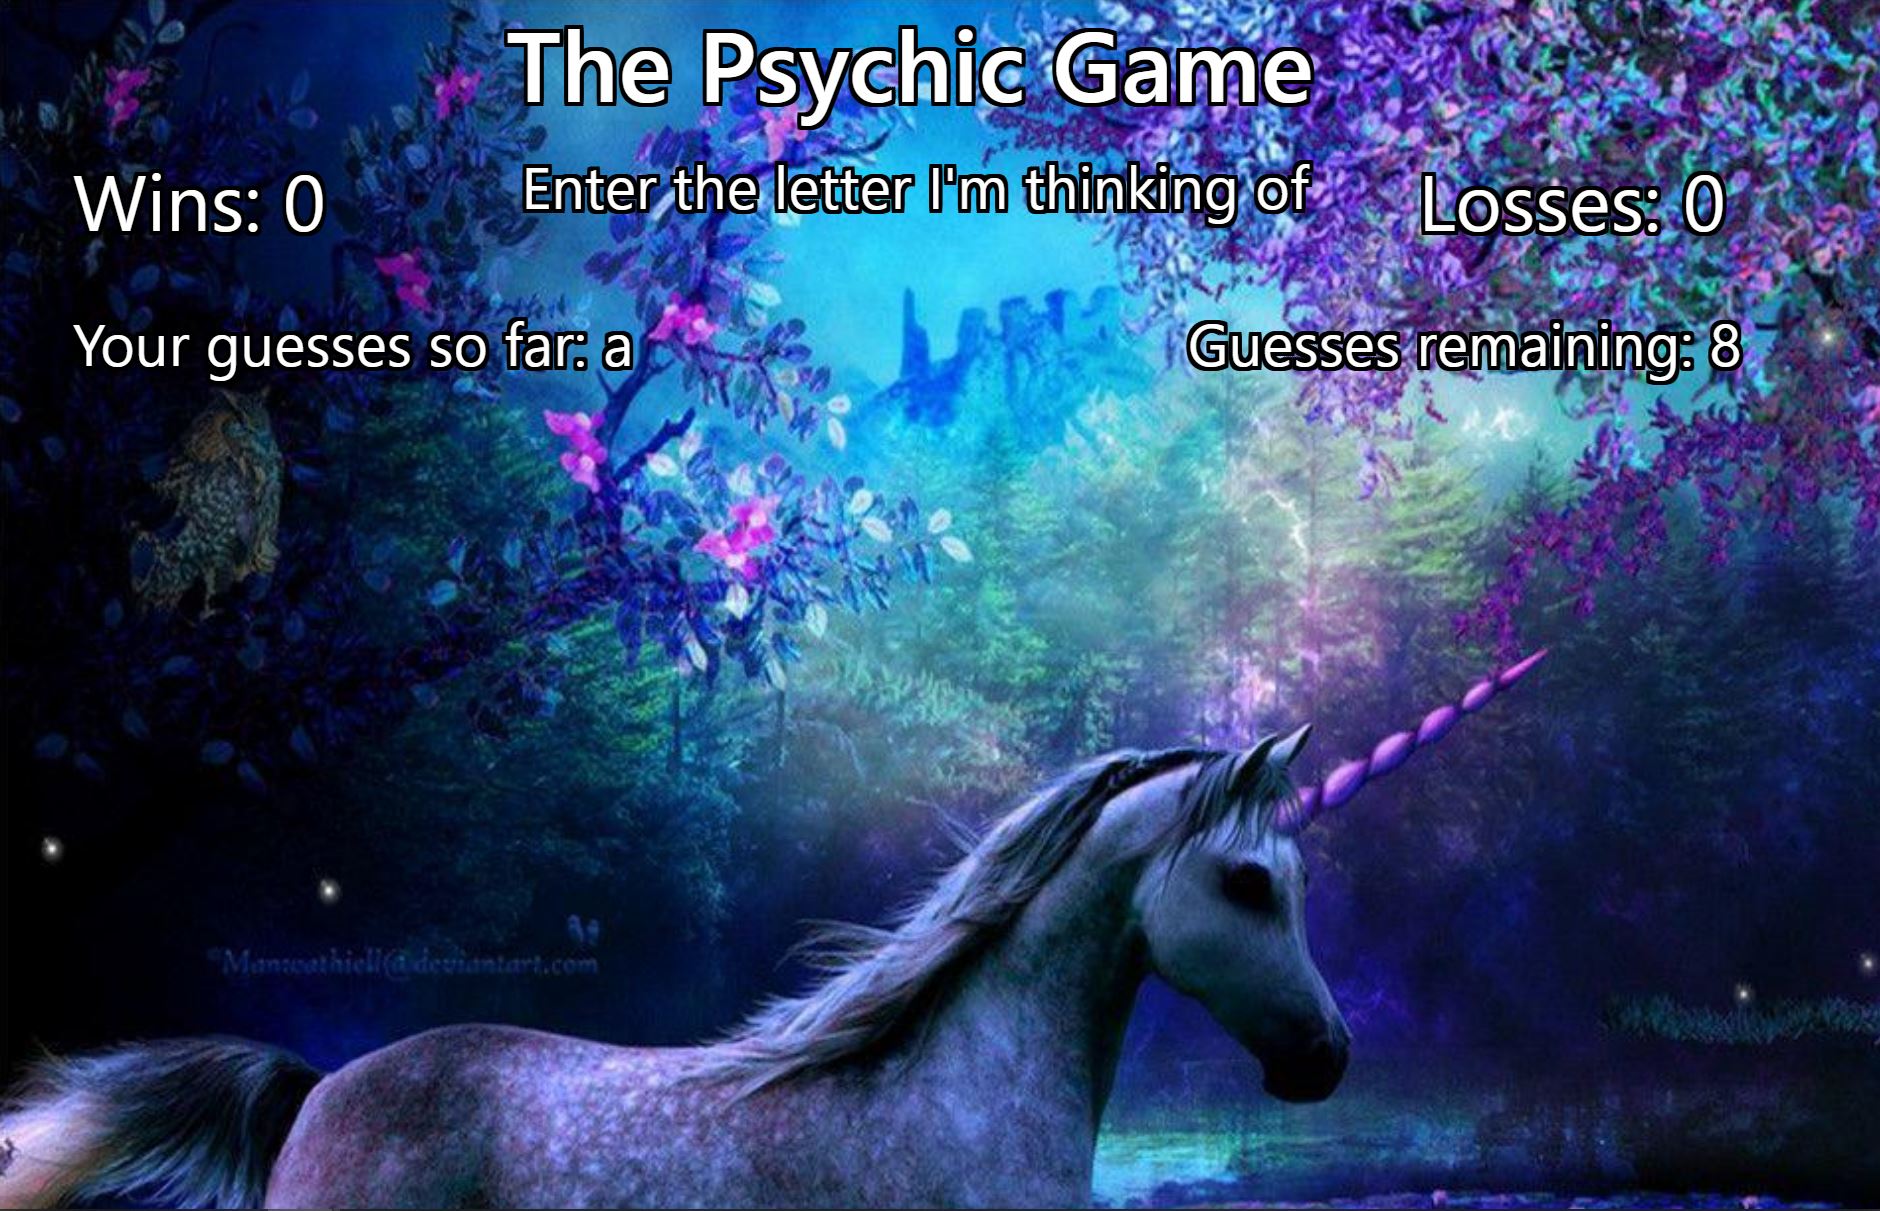 The Psychic Game
Wins: 0
Enter the letter I'm thinking of
Losses: 0
Your guesses so far: a
Guesses remaining: 8